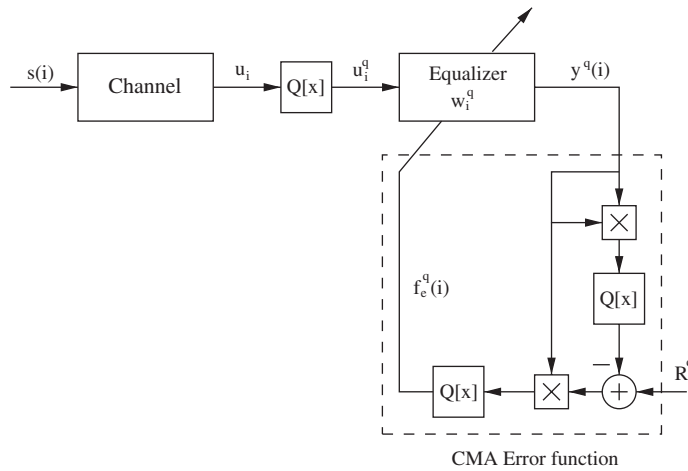 s(i)
Channel
u_i
Q[x]
u_i^q
Equalizer
w_i^q
y^q(i)
×
Q[x]
f_e^q(i)
−
R
Q[x]
×
+
CMA Error function